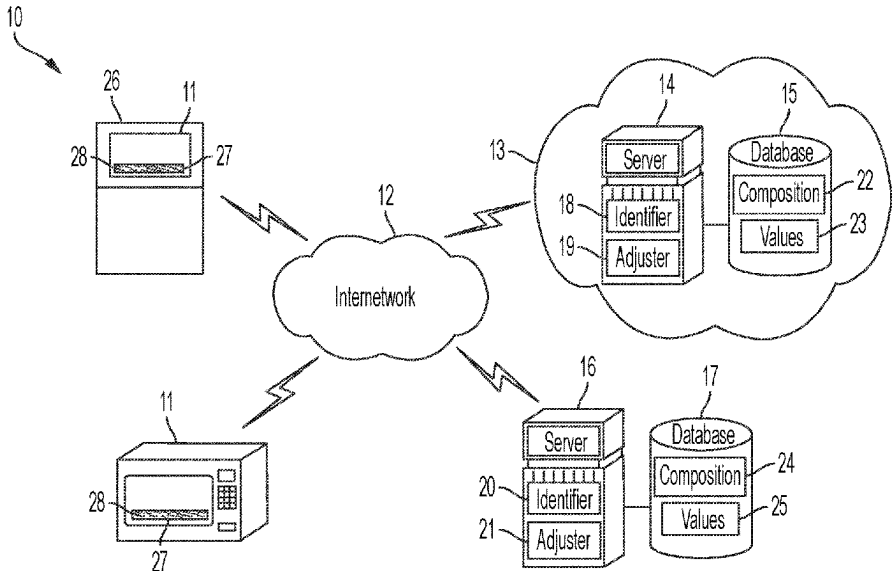 10
26
11
28
27
12
Internetwork
13
14
Server
18
Identifier
19
Adjuster
15
Database
Composition
22
Values
23
11
28
27
16
Server
20
Identifier
21
Adjuster
17
Database
Composition
24
Values
25